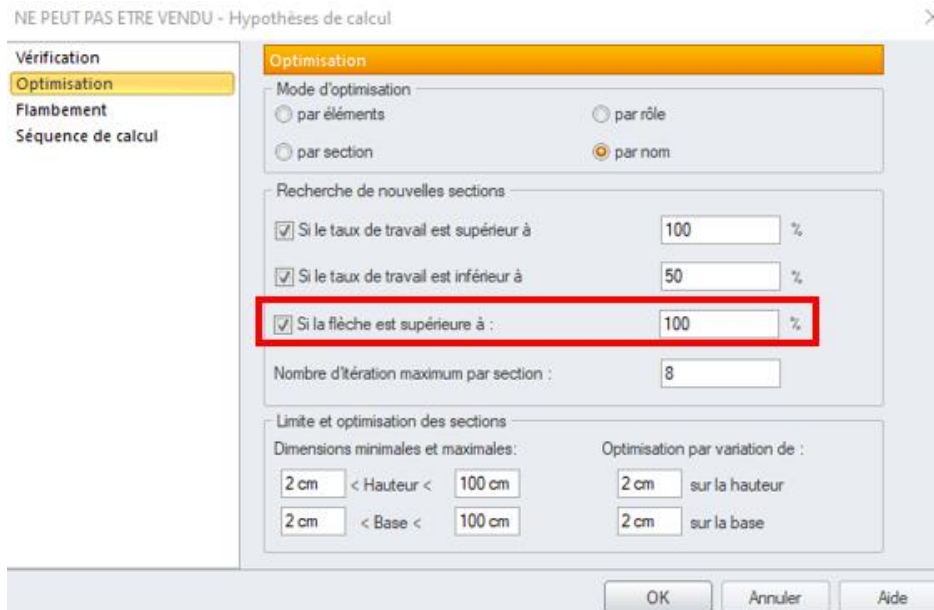 NE PEUT PAS ETRE VENDU - Hypothèses de calcul
Vérification
Optimisation
Flambement
Séquence de calcul
Optimisation
Mode d'optimisation
par éléments
par rôle
par section
par nom
Recherche de nouvelles sections
Si le taux de travail est supérieur à 100 %
Si le taux de travail est inférieur à 50 %
Si la flèche est supérieure à : 100 %
Nombre d'itération maximum par section : 8
Limite et optimisation des sections
Dimensions minimales et maximales: Optimisation par variation de :
2 cm < Hauteur < 100 cm 2 cm sur la hauteur
2 cm < Base < 100 cm 2 cm sur la base
OK Annuler Aide